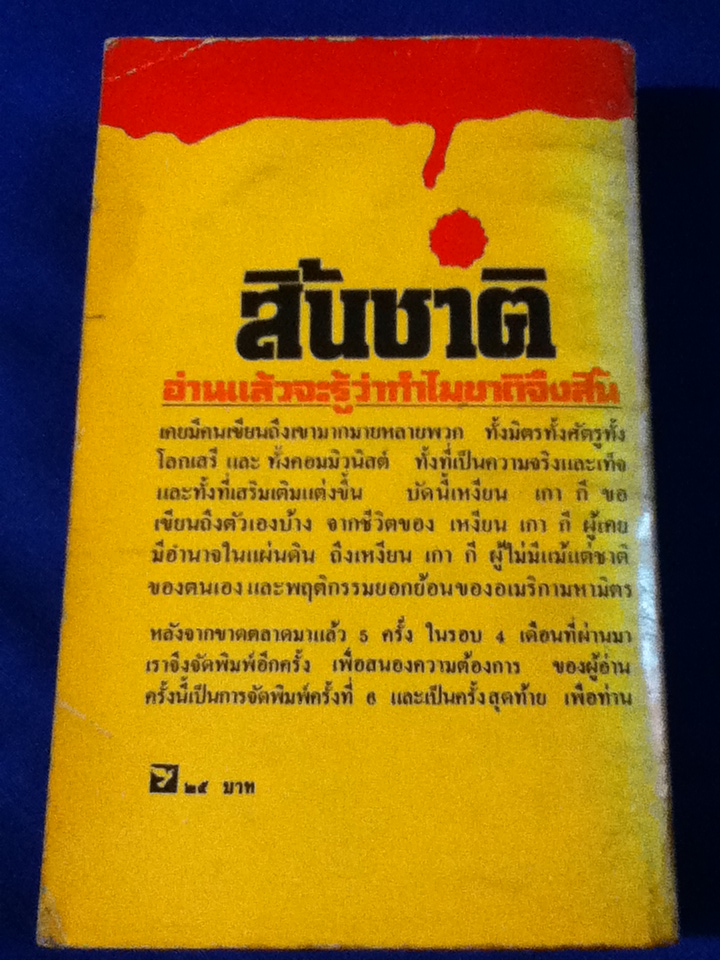 สิ้นชาติ
อ่านแล้วจะรู้ว่าทำไมชาติจึงสิ้น
เคยมีคนเขียนถึงเขามากมายหลายพวก ทั้งมิตรทั้งศัตรูทั้ง
โลกเสรี และ ทั้งคอมมิวนิสต์ ทั้งที่เป็นความจริงและเท็จ
และทั้งที่เสริมเติมแต่งขึ้น บัดนี้เหงียน เกา กี ขอ
เขียนถึงตัวเองบ้าง จากชีวิตของ เหงียน เกา กี ผู้เคย
มีอำนาจในแผ่นดิน ถึงเหงียน เกา กี ผู้ไม่มีแม้แต่ชาติ
ของตนเอง และพฤติกรรมยอกย้อนของอเมริกามหามิตร
หลังจากขาดตลาดมาแล้ว 5 ครั้ง ในรอบ 4 เดือนที่ผ่านมา
เราจึงจัดพิมพ์อีกครั้ง เพื่อสนองความต้องการ ของผู้อ่าน
ครั้งนี้เป็นการจัดพิมพ์ครั้งที่ 6 และเป็นครั้งสุดท้าย เพื่อท่าน
๒๕ บาท